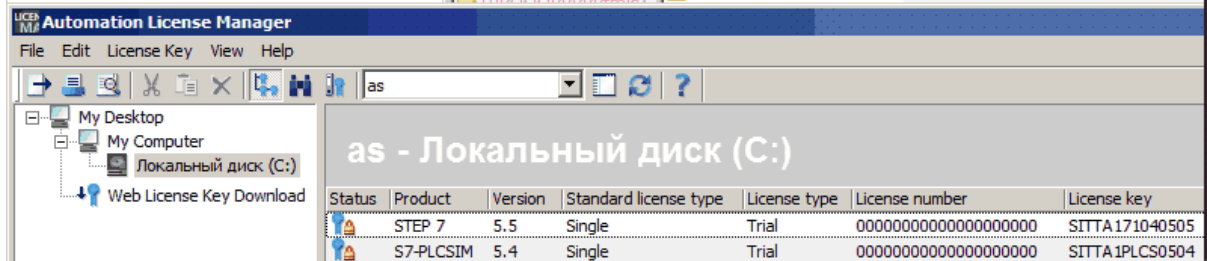 Automation License Manager
File Edit License Key View Help
as
My Desktop
My Computer
Локальный диск (C:)
Web License Key Download
as - Локальный диск (C:)
Status Product Version Standard license type License type License number License key
STEP 7 5.5 Single Trial 00000000000000000000 SITTA171040505
S7-PLCSIM 5.4 Single Trial 00000000000000000000 SITTA1PLCS0504